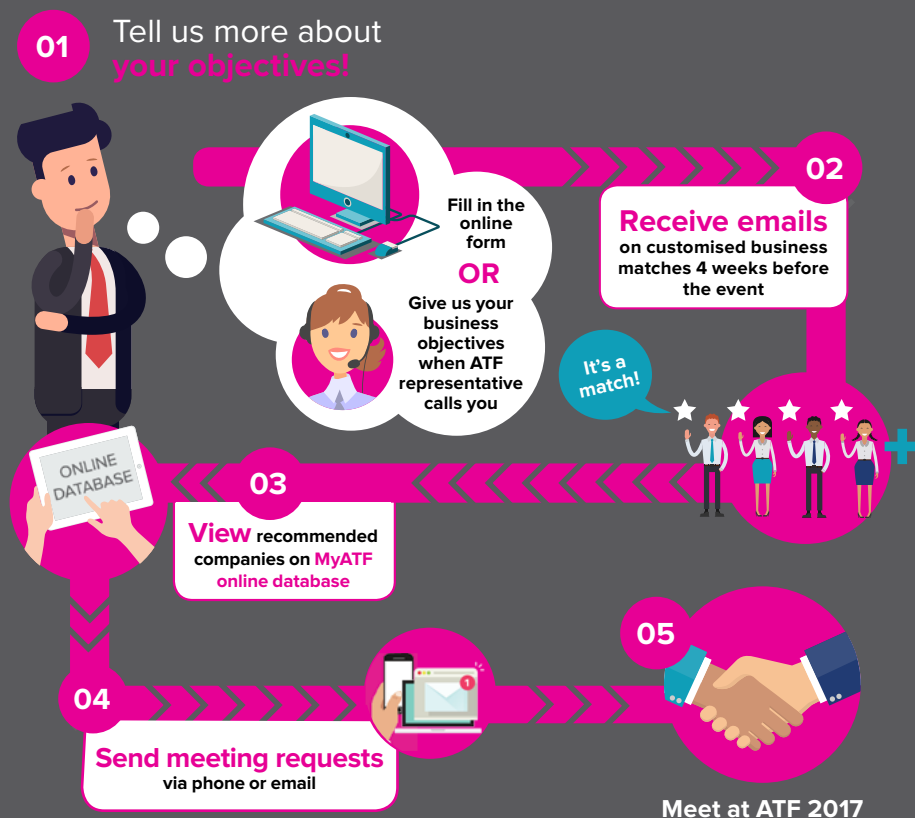 01
Tell us more about
your objectives!
Fill in the
online
form
OR
Give us your
business
objectives
when ATF
representative
calls you
02
Receive emails
on customised business
matches 4 weeks before
the event
It's a
match!
03
View recommended
companies on MyATF
online database
ONLINE
DATABASE
04
Send meeting requests
via phone or email
1
05
Meet at ATF 2017